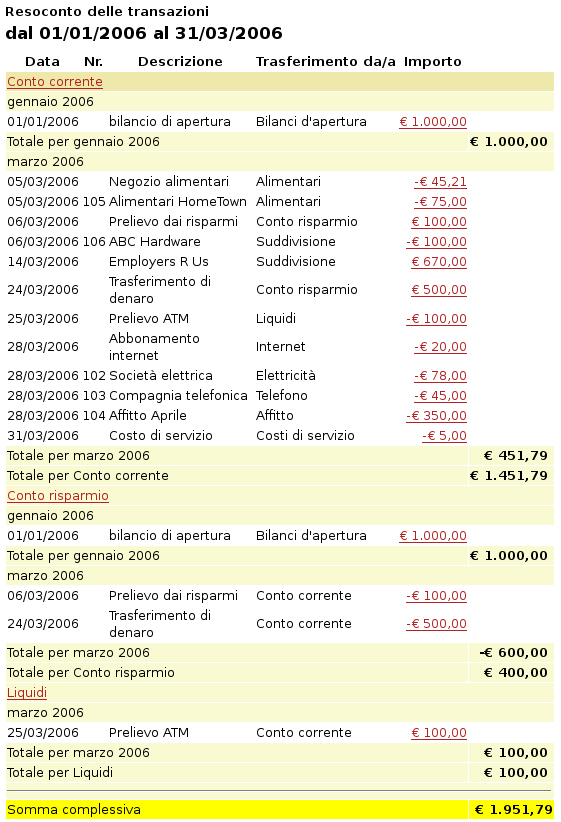 Resoconto delle transazioni
dal 01/01/2006 al 31/03/2006
Data Nr. Descrizione Trasferimento da/a Importo
Conto corrente
gennaio 2006
01/01/2006 bilancio di apertura Bilanci d'apertura € 1.000,00
Totale per gennaio 2006 € 1.000,00
marzo 2006
05/03/2006 Negozio alimentari Alimentari -€ 45,21
05/03/2006 105 Alimentari HomeTown Alimentari -€ 75,00
06/03/2006 Prelievo dai risparmi Conto risparmio € 100,00
06/03/2006 106 ABC Hardware Suddivisione -€ 100,00
14/03/2006 Employers R Us Suddivisione € 670,00
24/03/2006 Trasferimento di
denaro Conto risparmio € 500,00
25/03/2006 Prelievo ATM Liquidi -€ 100,00
28/03/2006 Abbonamento
internet Internet -€ 20,00
28/03/2006 102 Società elettrica Elettricità -€ 78,00
28/03/2006 103 Compagnia telefonica Telefono -€ 45,00
28/03/2006 104 Affitto Aprile Affitto -€ 350,00
31/03/2006 Costo di servizio Costi di servizio -€ 5,00
Totale per marzo 2006 € 451,79
Totale per Conto corrente € 1.451,79
Conto risparmio
gennaio 2006
01/01/2006 bilancio di apertura Bilanci d'apertura € 1.000,00
Totale per gennaio 2006 € 1.000,00
marzo 2006
06/03/2006 Prelievo dai risparmi Conto corrente -€ 100,00
24/03/2006 Trasferimento di
denaro Conto corrente -€ 500,00
Totale per marzo 2006 -€ 600,00
Totale per Conto risparmio € 400,00
Liquidi
marzo 2006
25/03/2006 Prelievo ATM Conto corrente € 100,00
Totale per marzo 2006 € 100,00
Totale per Liquidi € 100,00
Somma complessiva € 1.951,79